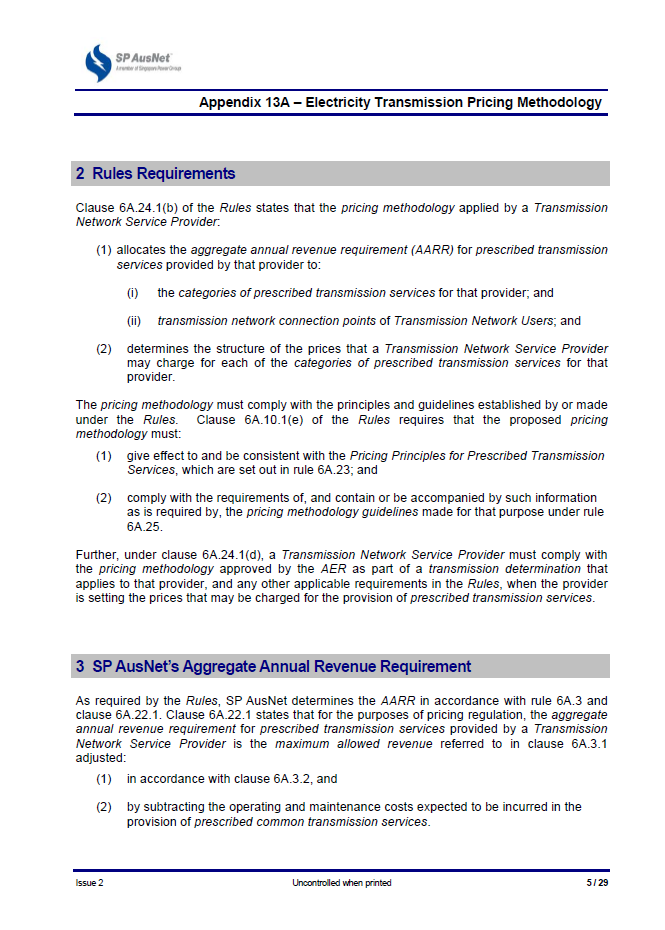 SP AusNet
A member of Singapore Power Group
Appendix 13A – Electricity Transmission Pricing Methodology
2 Rules Requirements
Clause 6A.24.1(b) of the Rules states that the pricing methodology applied by a Transmission
Network Service Provider:
(1) allocates the aggregate annual revenue requirement (AARR) for prescribed transmission
services provided by that provider to:
(i) the categories of prescribed transmission services for that provider; and
(ii) transmission network connection points of Transmission Network Users; and
(2) determines the structure of the prices that a Transmission Network Service Provider
may charge for each of the categories of prescribed transmission services for that
provider.
The pricing methodology must comply with the principles and guidelines established by or made
under the Rules. Clause 6A.10.1(e) of the Rules requires that the proposed pricing
methodology must:
(1) give effect to and be consistent with the Pricing Principles for Prescribed Transmission
Services, which are set out in rule 6A.23; and
(2) comply with the requirements of, and contain or be accompanied by such information
as is required by, the pricing methodology guidelines made for that purpose under rule
6A.25.
Further, under clause 6A.24.1(d), a Transmission Network Service Provider must comply with
the pricing methodology approved by the AER as part of a transmission determination that
applies to that provider, and any other applicable requirements in the Rules, when the provider
is setting the prices that may be charged for the provision of prescribed transmission services.
3 SP AusNet's Aggregate Annual Revenue Requirement
As required by the Rules, SP AusNet determines the AARR in accordance with rule 6A.3 and
clause 6A.22.1. Clause 6A.22.1 states that for the purposes of pricing regulation, the aggregate
annual revenue requirement for prescribed transmission services provided by a Transmission
Network Service Provider is the maximum allowed revenue referred to in clause 6A.3.1
adjusted:
(1) in accordance with clause 6A.3.2, and
(2) by subtracting the operating and maintenance costs expected to be incurred in the
provision of prescribed common transmission services.
Issue 2 Uncontrolled when printed 5 / 29